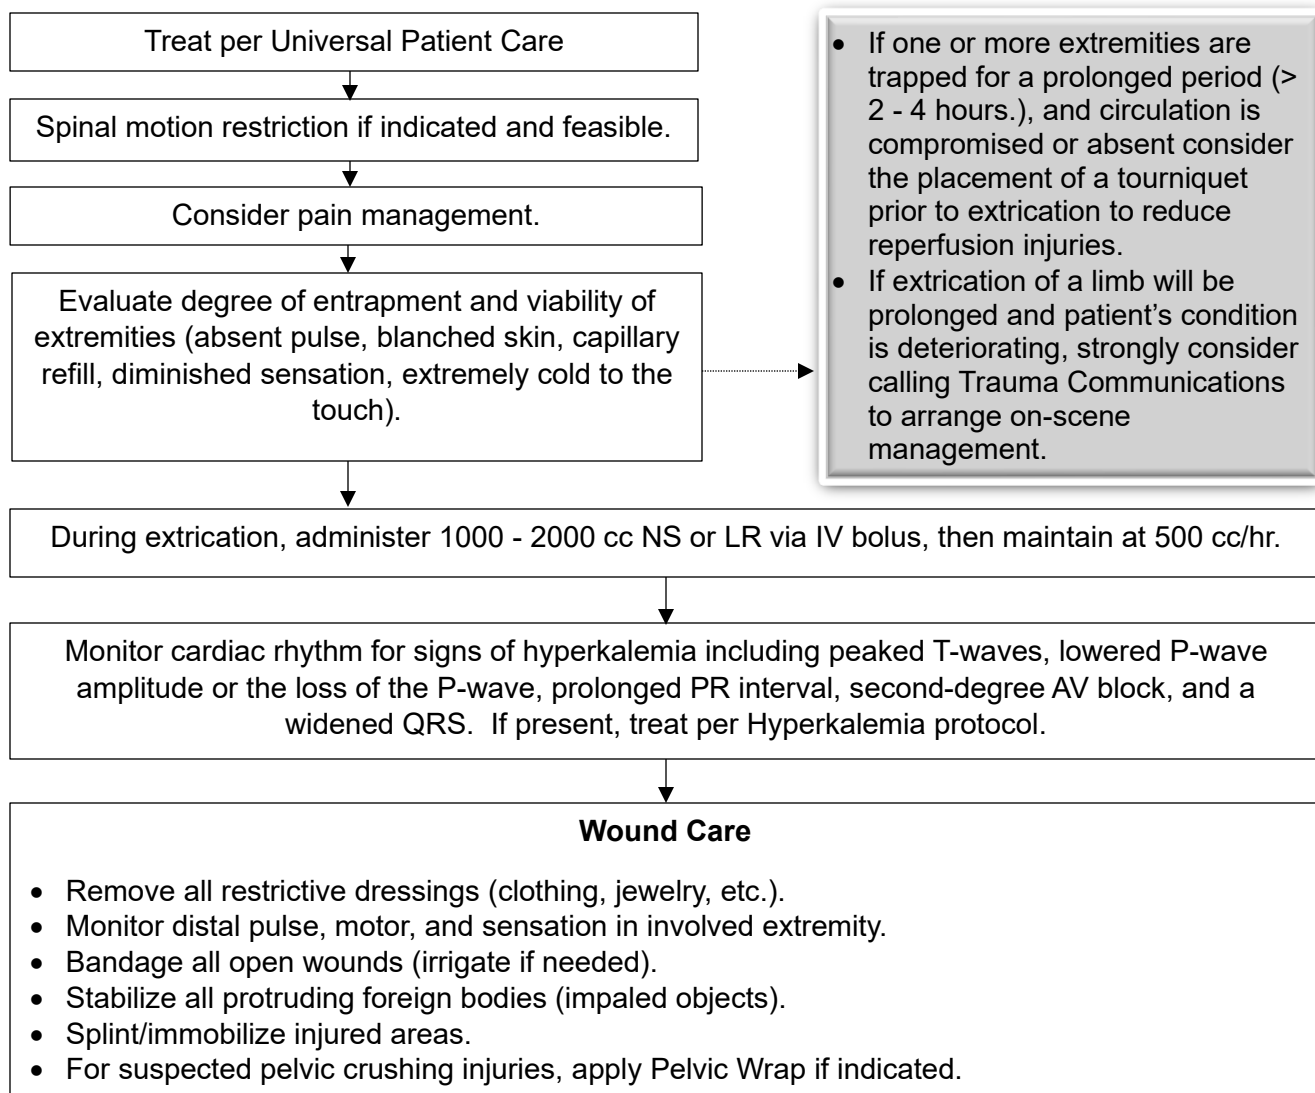 Treat per Universal Patient Care
Spinal motion restriction if indicated and feasible.
Consider pain management.
Evaluate degree of entrapment and viability of
extremities (absent pulse, blanched skin, capillary
refill, diminished sensation, extremely cold to the
touch).
• If one or more extremities are
trapped for a prolonged period (>
2 - 4 hours.), and circulation is
compromised or absent consider
the placement of a tourniquet
prior to extrication to reduce
reperfusion injuries.
• If extrication of a limb will be
prolonged and patient’s condition
is deteriorating, strongly consider
calling Trauma Communications
to arrange on-scene
management.
During extrication, administer 1000 - 2000 cc NS or LR via IV bolus, then maintain at 500 cc/hr.
Monitor cardiac rhythm for signs of hyperkalemia including peaked T-waves, lowered P-wave
amplitude or the loss of the P-wave, prolonged PR interval, second-degree AV block, and a
widened QRS.  If present, treat per Hyperkalemia protocol.
Wound Care
• Remove all restrictive dressings (clothing, jewelry, etc.).
• Monitor distal pulse, motor, and sensation in involved extremity.
• Bandage all open wounds (irrigate if needed).
• Stabilize all protruding foreign bodies (impaled objects).
• Splint/immobilize injured areas.
• For suspected pelvic crushing injuries, apply Pelvic Wrap if indicated.